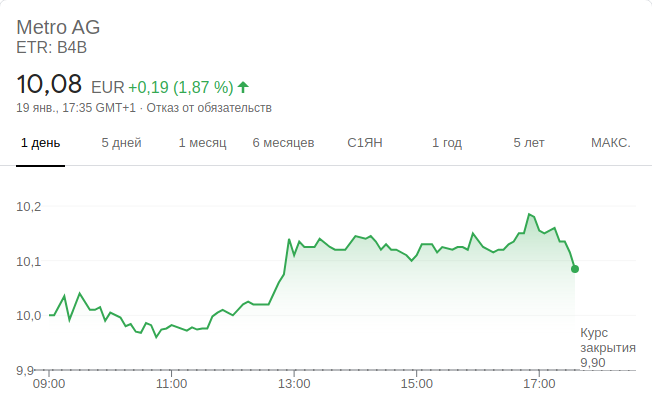 Metro AG
ETR: B4B
10,08 EUR +0,19 (1,87 %)
19 янв., 17:35 GMT+1 · Отказ от обязательств
1 день 5 дней 1 месяц 6 месяцев С1ЯН 1 год 5 лет МАКС.
10,2
10,1
10,0
Курс
закрытия
9,90
9,9
09:00 11:00 13:00 15:00 17:00